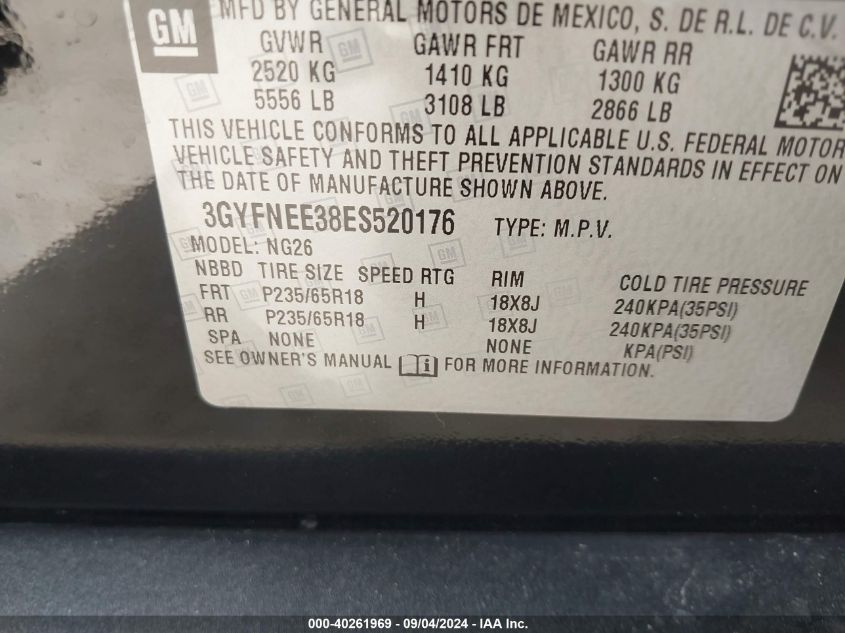 GM
MFD BY GENERAL MOTORS DE MEXICO, S. DE R.L. DE C.V.
GVWR GAWR FRT GAWR RR
2520 KG 1410 KG 1300 KG
5556 LB 3108 LB 2866 LB
THIS VEHICLE CONFORMS TO ALL APPLICABLE U.S. FEDERAL MOTOR
VEHICLE SAFETY AND THEFT PREVENTION STANDARDS IN EFFECT ON
THE DATE OF MANUFACTURE SHOWN ABOVE.
3GYFNEE38ES520176 TYPE: M.P.V.
MODEL: NG26
NBBD TIRE SIZE SPEED RTG RIM COLD TIRE PRESSURE
FRT P235/65R18 H 18X8J 240KPA(35PSI)
RR P235/65R18 H 18X8J 240KPA(35PSI)
SPA NONE NONE KPA(PSI)
SEE OWNER'S MANUAL i FOR MORE INFORMATION.
000-40261969 - 09/04/2024 - IAA Inc.